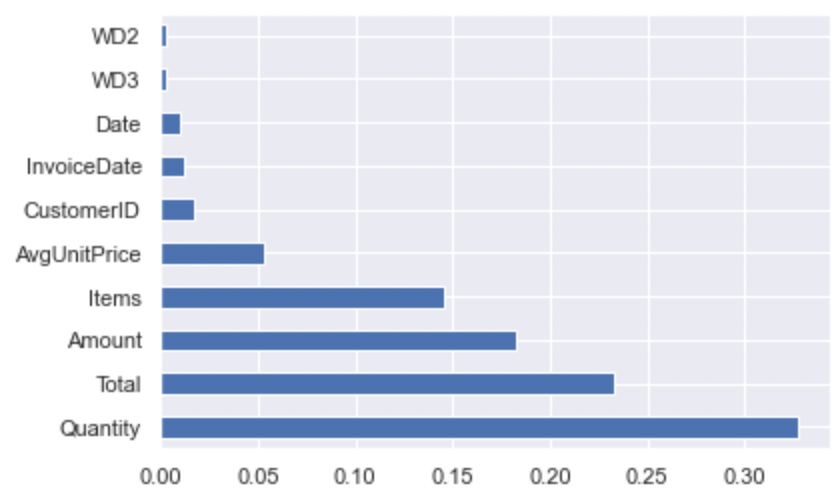 WD2
WD3
Date
InvoiceDate
CustomerID
AvgUnitPrice
Items
Amount
Total
Quantity
0.00 0.05 0.10 0.15 0.20 0.25 0.30